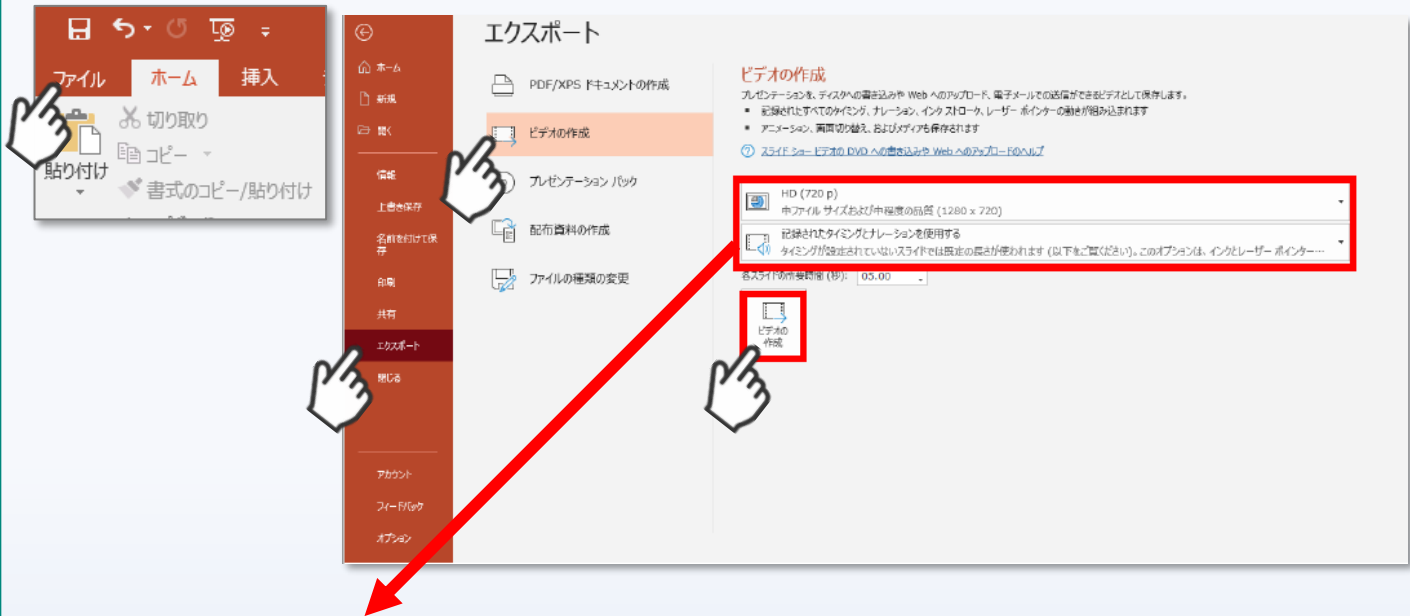 ファイル
ホーム
挿入
切り取り
コピー
貼り付け
書式のコピー/貼り付け
ホーム
新規
開く
情報
上書き保存
名前を付けて保
存
印刷
共有
エクスポート
閉じる
アカウント
フィードバック
オプション
エクスポート
PDF/XPS ドキュメントの作成
ビデオの作成
プレゼンテーション パック
配布資料の作成
ファイルの種類の変更
ビデオの作成
プレゼンテーションを、ディスクへの書き込みや Web へのアップロード、電子メールでの送信ができるビデオとして保存します。
▪ 記録されたすべてのタイミング、ナレーション、インク ストローク、レーザー ポインターの動きが組み込まれます
▪ アニメーション、画面切り替え、およびメディアも保存されます
? スライド ショー ビデオの DVD への書き込みや Web へのアップロードのヘルプ
HD (720 p)
中ファイル サイズおよび中程度の品質 (1280 x 720)
記録されたタイミングとナレーションを使用する
タイミングが設定されていないスライドでは既定の長さが使われます (以下をご覧ください)。このオプションは、インクとレーザー ポインター…
各スライドの所要時間 (秒): 05.00
ビデオの
作成